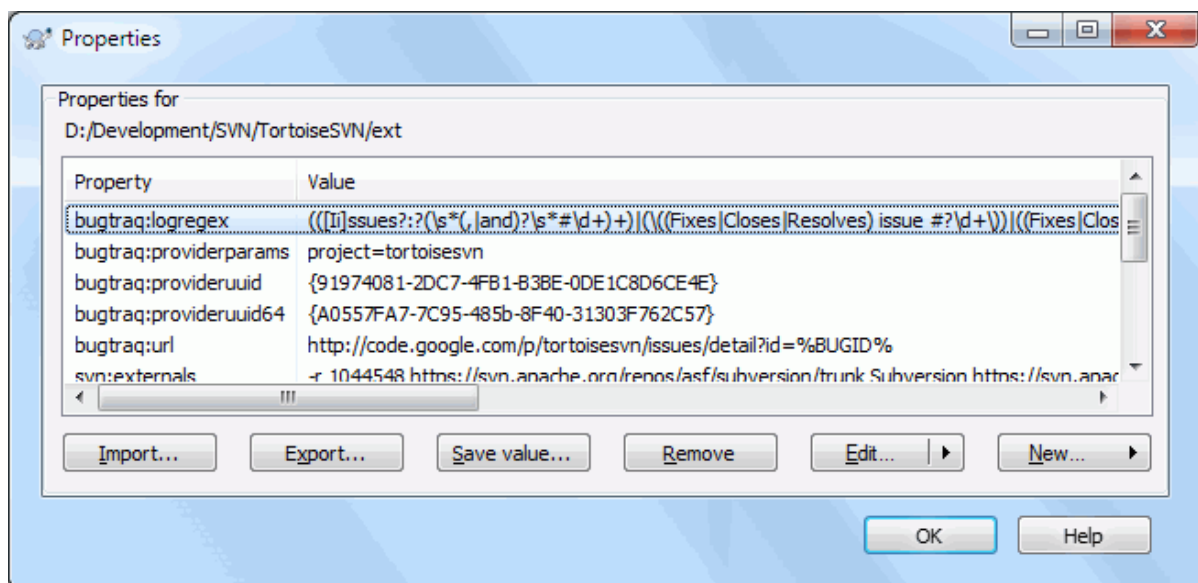 Properties
Properties for
D:/Development/SVN/TortoiseSVN/ext
Property Value
bugtraq:logregex (([Ii]ssues?:?(\s*(,|and)?\s*#\d+)+)|(\((Fixes|Closes|Resolves) issue #?\d+\))|((Fixes|Clos
bugtraq:providerparams project=tortoisesvn
bugtraq:provideruuid {91974081-2DC7-4FB1-B3BE-0DE1C8D6CE4E}
bugtraq:provideruuid64 {A0557FA7-7C95-485b-8F40-31303F762C57}
bugtraq:url http://code.google.com/p/tortoisesvn/issues/detail?id=%BUGID%
svn:externals -r 1044548 https://svn.apache.org/repos/asf/subversion/trunk Subversion https://svn.apac
Import... Export... Save value... Remove Edit... New...
OK Help